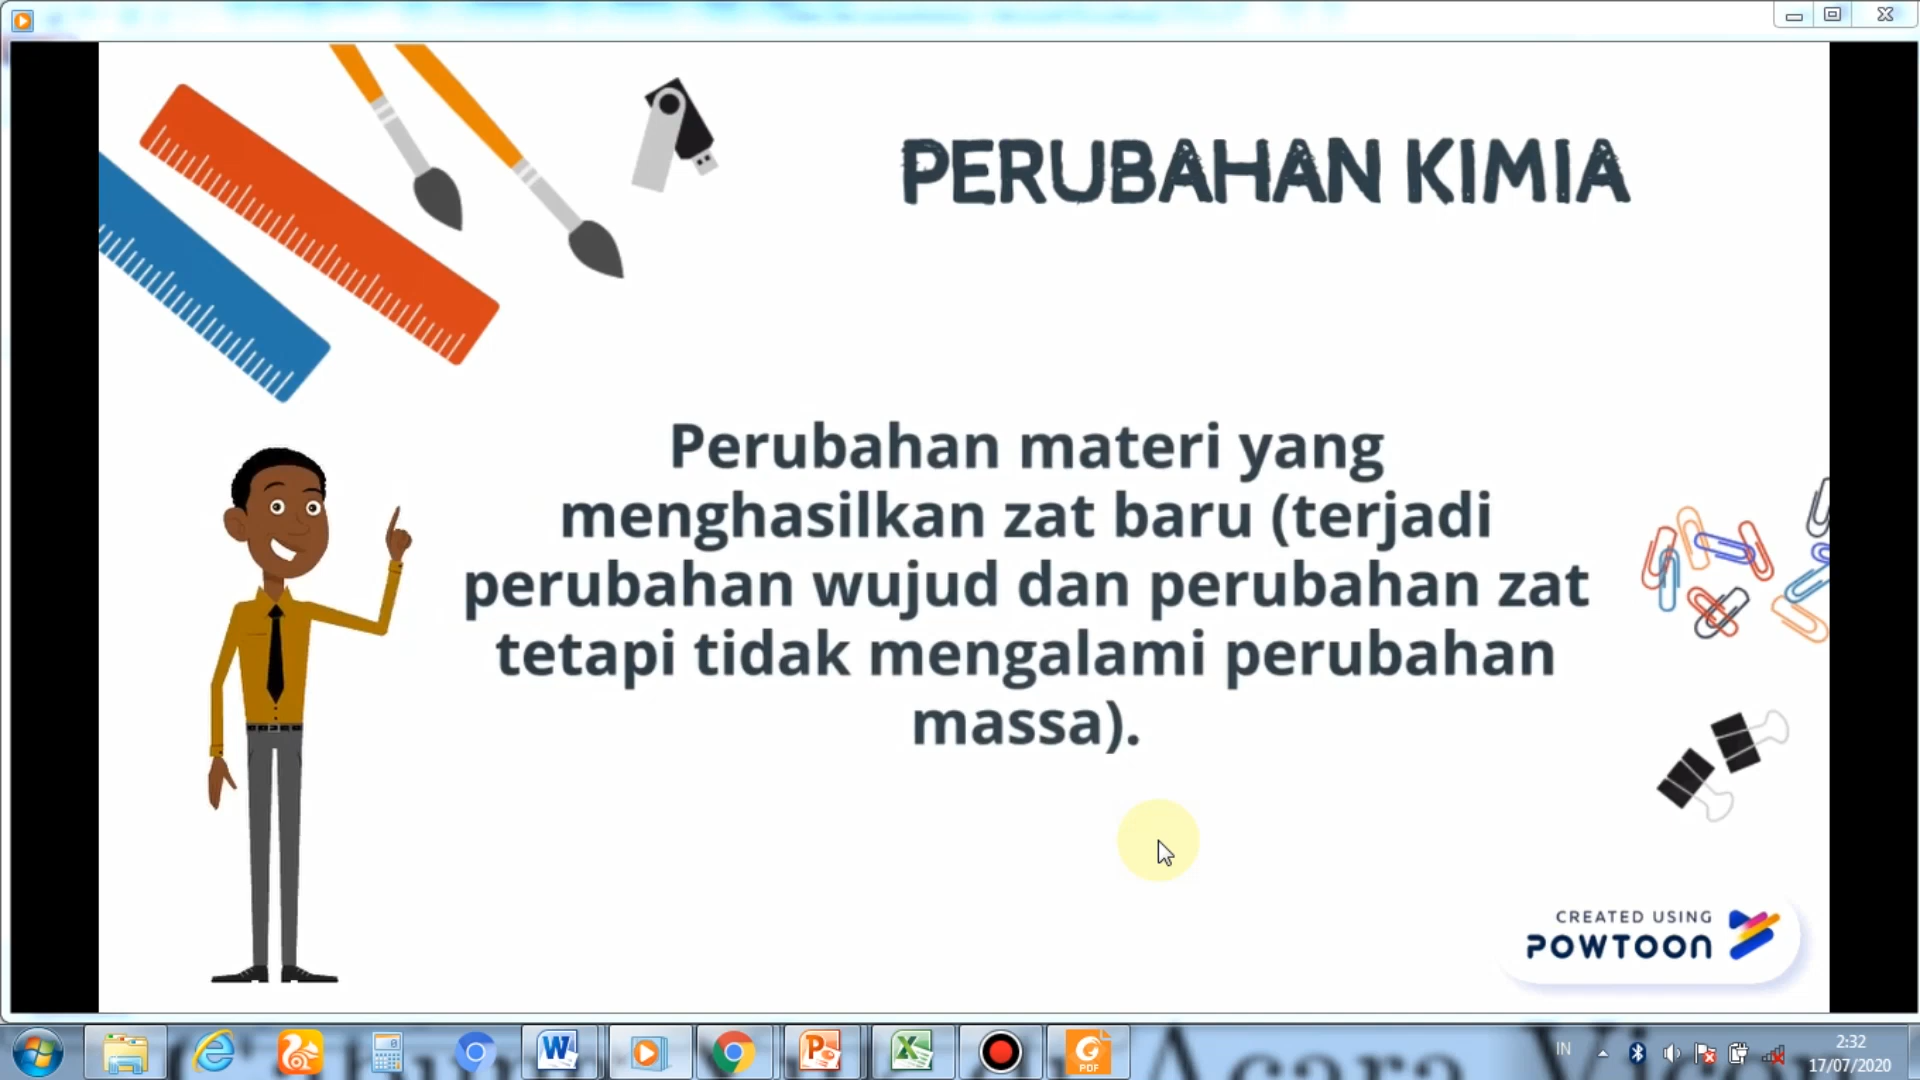 PERUBAHAN KIMIA
Perubahan materi yang
menghasilkan zat baru (terjadi
perubahan wujud dan perubahan zat
tetapi tidak mengalami perubahan
massa).
CREATED USING
POWTOON
PDF
IN
2:32
17/07/2020